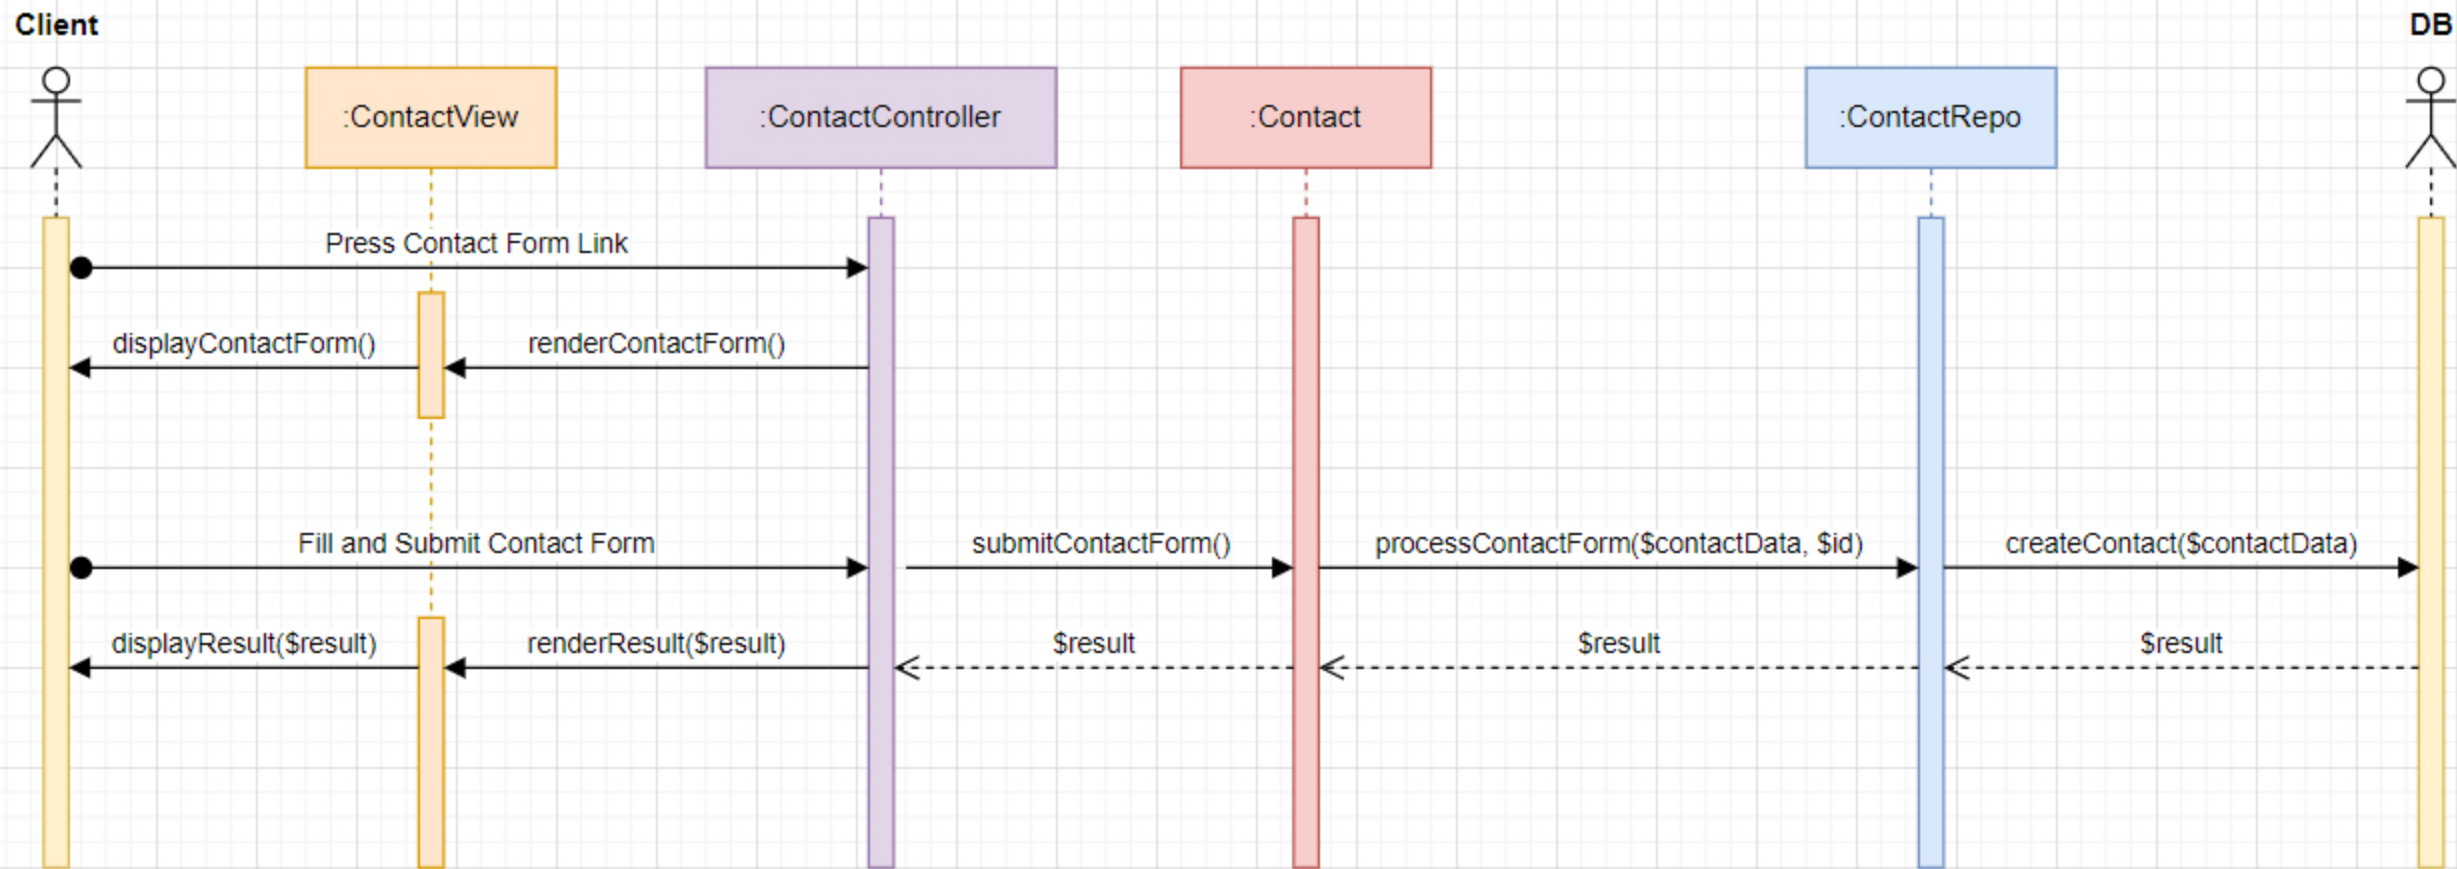 Client
DB
:ContactView
:ContactController
:Contact
:ContactRepo
Press Contact Form Link
displayContactForm()
renderContactForm()
Fill and Submit Contact Form
submitContactForm()
processContactForm($contactData, $id)
createContact($contactData)
displayResult($result)
renderResult($result)
$result
$result
$result